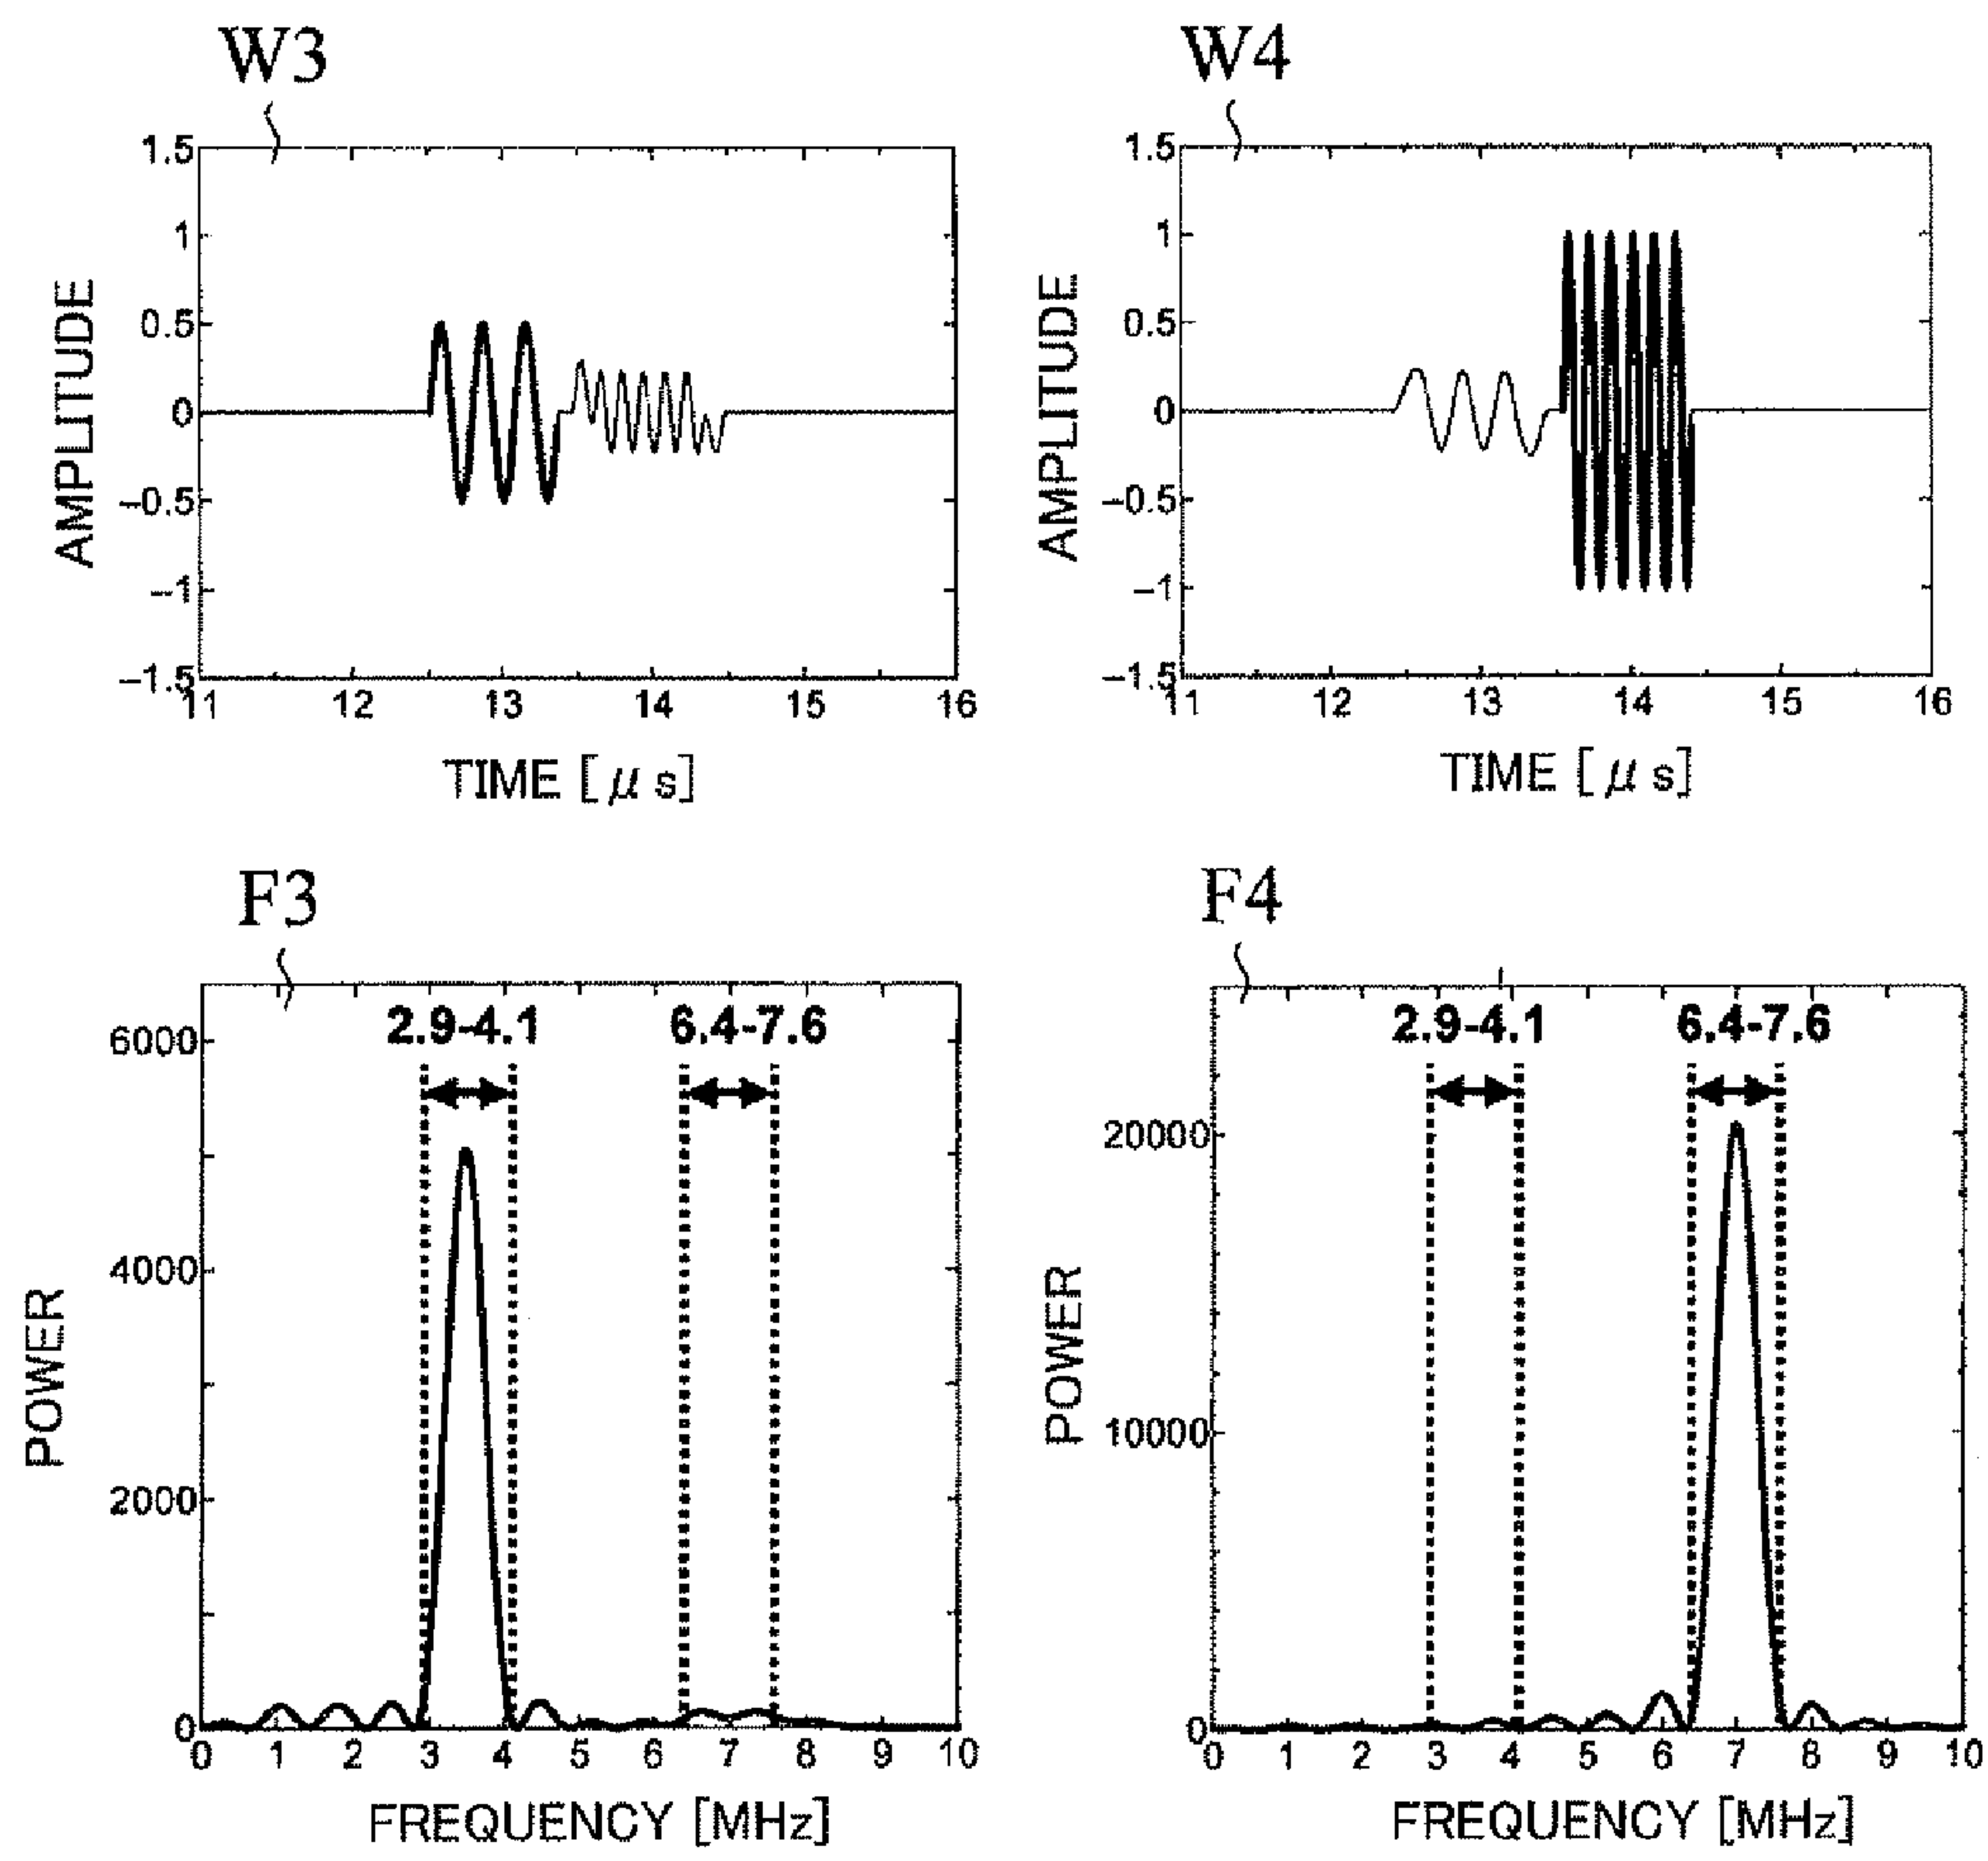 W3
W4
1.5
1
0.5
0
−0.5
−1
−1.5
AMPLITUDE
11 12 13 14 15 16
TIME [μs]
1.5
1
0.5
0
−0.5
−1
−1.5
AMPLITUDE
11 12 13 14 15 16
TIME [μs]
F3
F4
2.9-4.1 6.4-7.6
6000
4000
2000
0
POWER
0 1 2 3 4 5 6 7 8 9 10
FREQUENCY [MHz]
2.9-4.1 6.4-7.6
20000
10000
0
POWER
0 1 2 3 4 5 6 7 8 9 10
FREQUENCY [MHz]